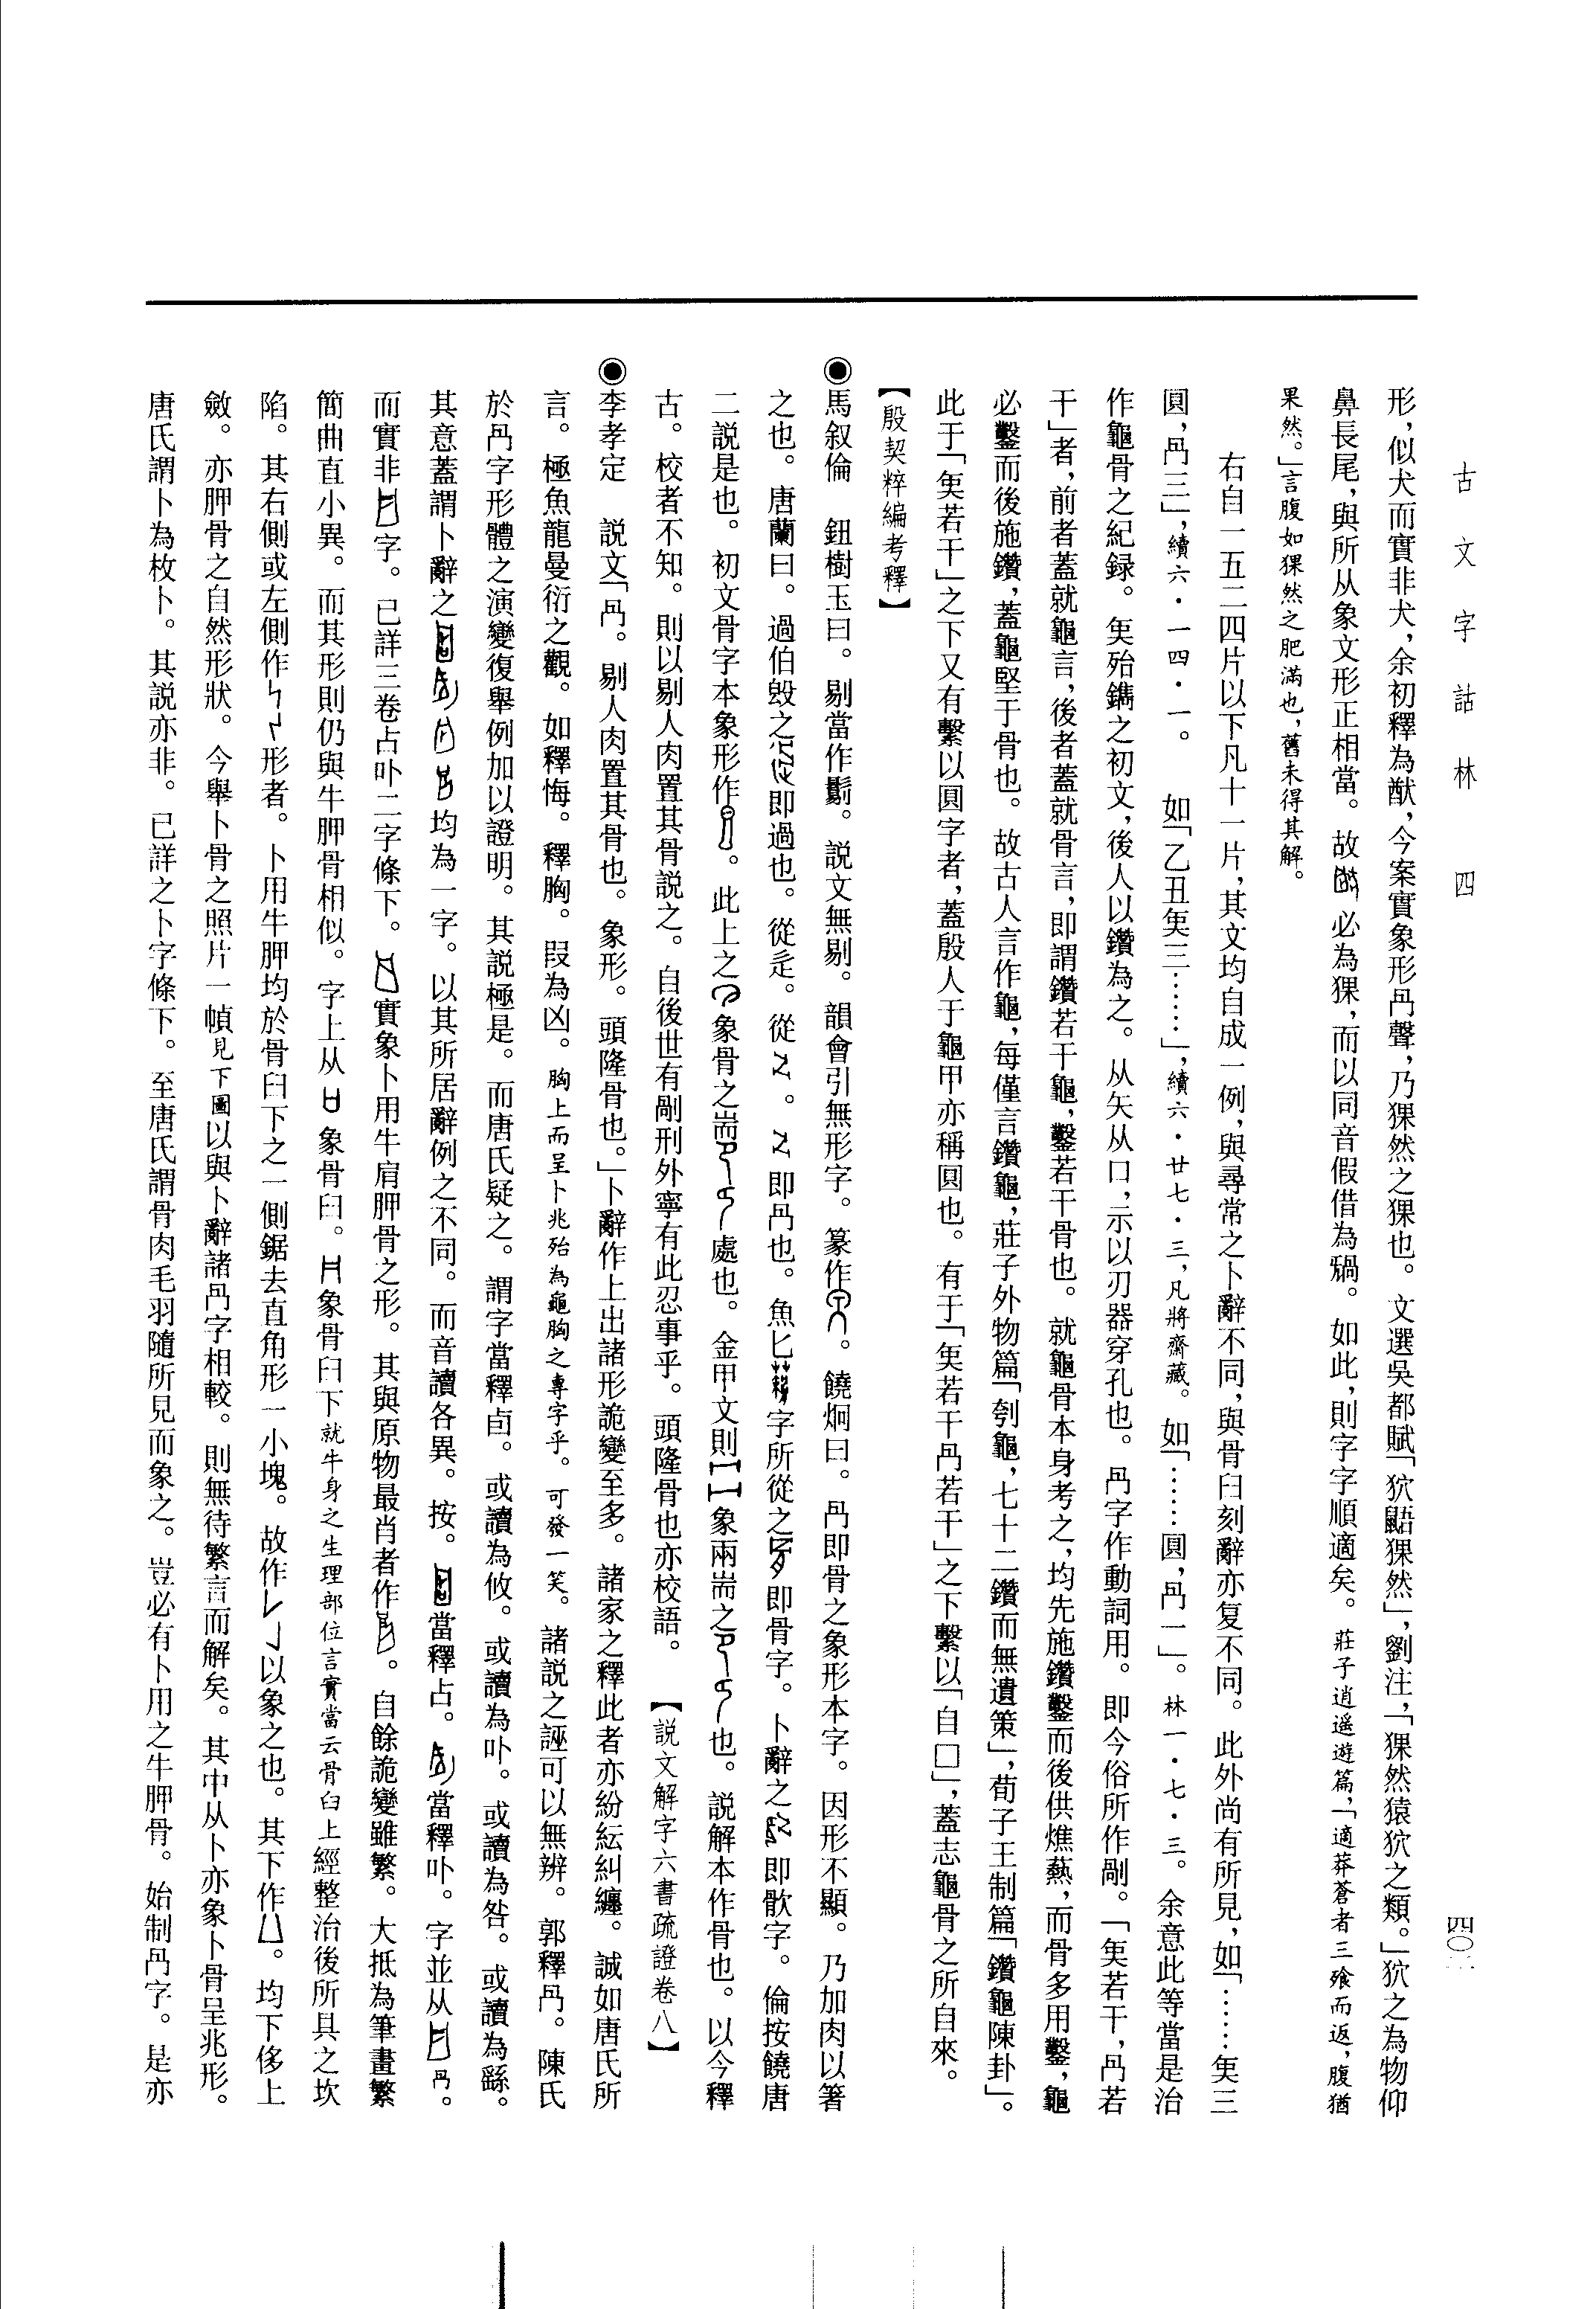 古文字詁林 四
四〇二
形，似犬而實非犬，余初釋為猷，今案實象形冎聲，乃猓然之猓也。文選吳都賦「狖鼯猓然」，劉注，「猓然猿狖之類。」狖之為物仰
鼻長尾，與所从象文形正相當。故必為猓，而以同音假借為禍。如此，則字字順適矣。莊子逍遥遊篇，「適莽蒼者三飧而返，腹猶
果然。」言腹如猓然之肥滿也，舊未得其解。
右自一五二四片以下凡十一片，其文均自成一例，與尋常之卜辭不同，與骨臼刻辭亦复不同。此外尚有所見，如「……㚔三
圓，冎三」，續六·一四·一。如「乙丑㚔三……」，續六·廿七·三，凡將齋藏。如「……圓，冎一」。林一·七·三。余意此等當是治
作龜骨之紀録。㚔殆鐫之初文，後人以鑽為之。从矢从口，示以刃器穿孔也。冎字作動詞用。即今俗所作剮。「㚔若干，冎若
干」者，前者蓋就龜言，後者蓋就骨言，即謂鑽若干龜，鑿若干骨也。就龜骨本身考之，均先施鑽鑿而後供燋爇，而骨多用鑿，龜
必鑿而後施鑽，蓋龜堅于骨也。故古人言作龜，每僅言鑽龜，莊子外物篇「刳龜，七十二鑽而無遺策」，荀子王制篇「鑽龜陳卦」。
此于「㚔若干」之下又有繫以圓字者，蓋殷人于龜甲亦稱圓也。有于「㚔若干冎若干」之下繫以「自□」，蓋志龜骨之所自來。
【殷契粹編考釋】
◉馬叙倫 鈕樹玉曰。剔當作鬄。説文無剔。韻會引無形字。篆作。饒炯曰。冎即骨之象形本字。因形不顯。乃加肉以箸
之也。唐蘭曰。過伯𣪘之即過也。從辵。從。即冎也。魚匕字所從之即骨字。卜辭之即骮字。倫按饒唐
二説是也。初文骨字本象形作。此上之象骨之耑處也。金甲文則象兩耑之也。説解本作骨也。以今釋
古。校者不知。則以剔人肉置其骨説之。自後世有剮刑外寧有此忍事乎。頭隆骨也亦校語。【説文解字六書疏證卷八】
◉李孝定 説文「冎。剔人肉置其骨也。象形。頭隆骨也。」卜辭作上出諸形詭變至多。諸家之釋此者亦紛紜糾纏。誠如唐氏所
言。極魚龍曼衍之觀。如釋悔。釋胸。叚為凶。胸上而呈卜兆殆為龜胸之專字乎。可發一笑。諸説之誣可以無辨。郭釋冎。陳氏
於冎字形體之演變復舉例加以證明。其説極是。而唐氏疑之。謂字當釋卣。或讀為攸。或讀為卟。或讀為咎。或讀為繇。
其意蓋謂卜辭之均為一字。以其所居辭例之不同。而音讀各異。按。當釋占。當釋卟。字並从冎。
而實非字。已詳三卷占卟二字條下。實象卜用牛肩胛骨之形。其與原物最肖者作。自餘詭變雖繁。大抵為筆畫繁
簡曲直小異。而其形則仍與牛胛骨相似。字上从象骨臼。象骨臼下就牛身之生理部位言實當云骨臼上經整治後所具之坎
陷。其右側或左側作形者。卜用牛胛均於骨臼下之一側鋸去直角形一小塊。故作以象之也。其下作。均下侈上
斂。亦胛骨之自然形狀。今舉卜骨之照片一幀見下圖以與卜辭諸冎字相較。則無待繁言而解矣。其中从卜亦象卜骨呈兆形。
唐氏謂卜為枚卜。其説亦非。已詳之卜字條下。至唐氏謂骨肉毛羽隨所見而象之。豈必有卜用之牛胛骨。始制冎字。是亦